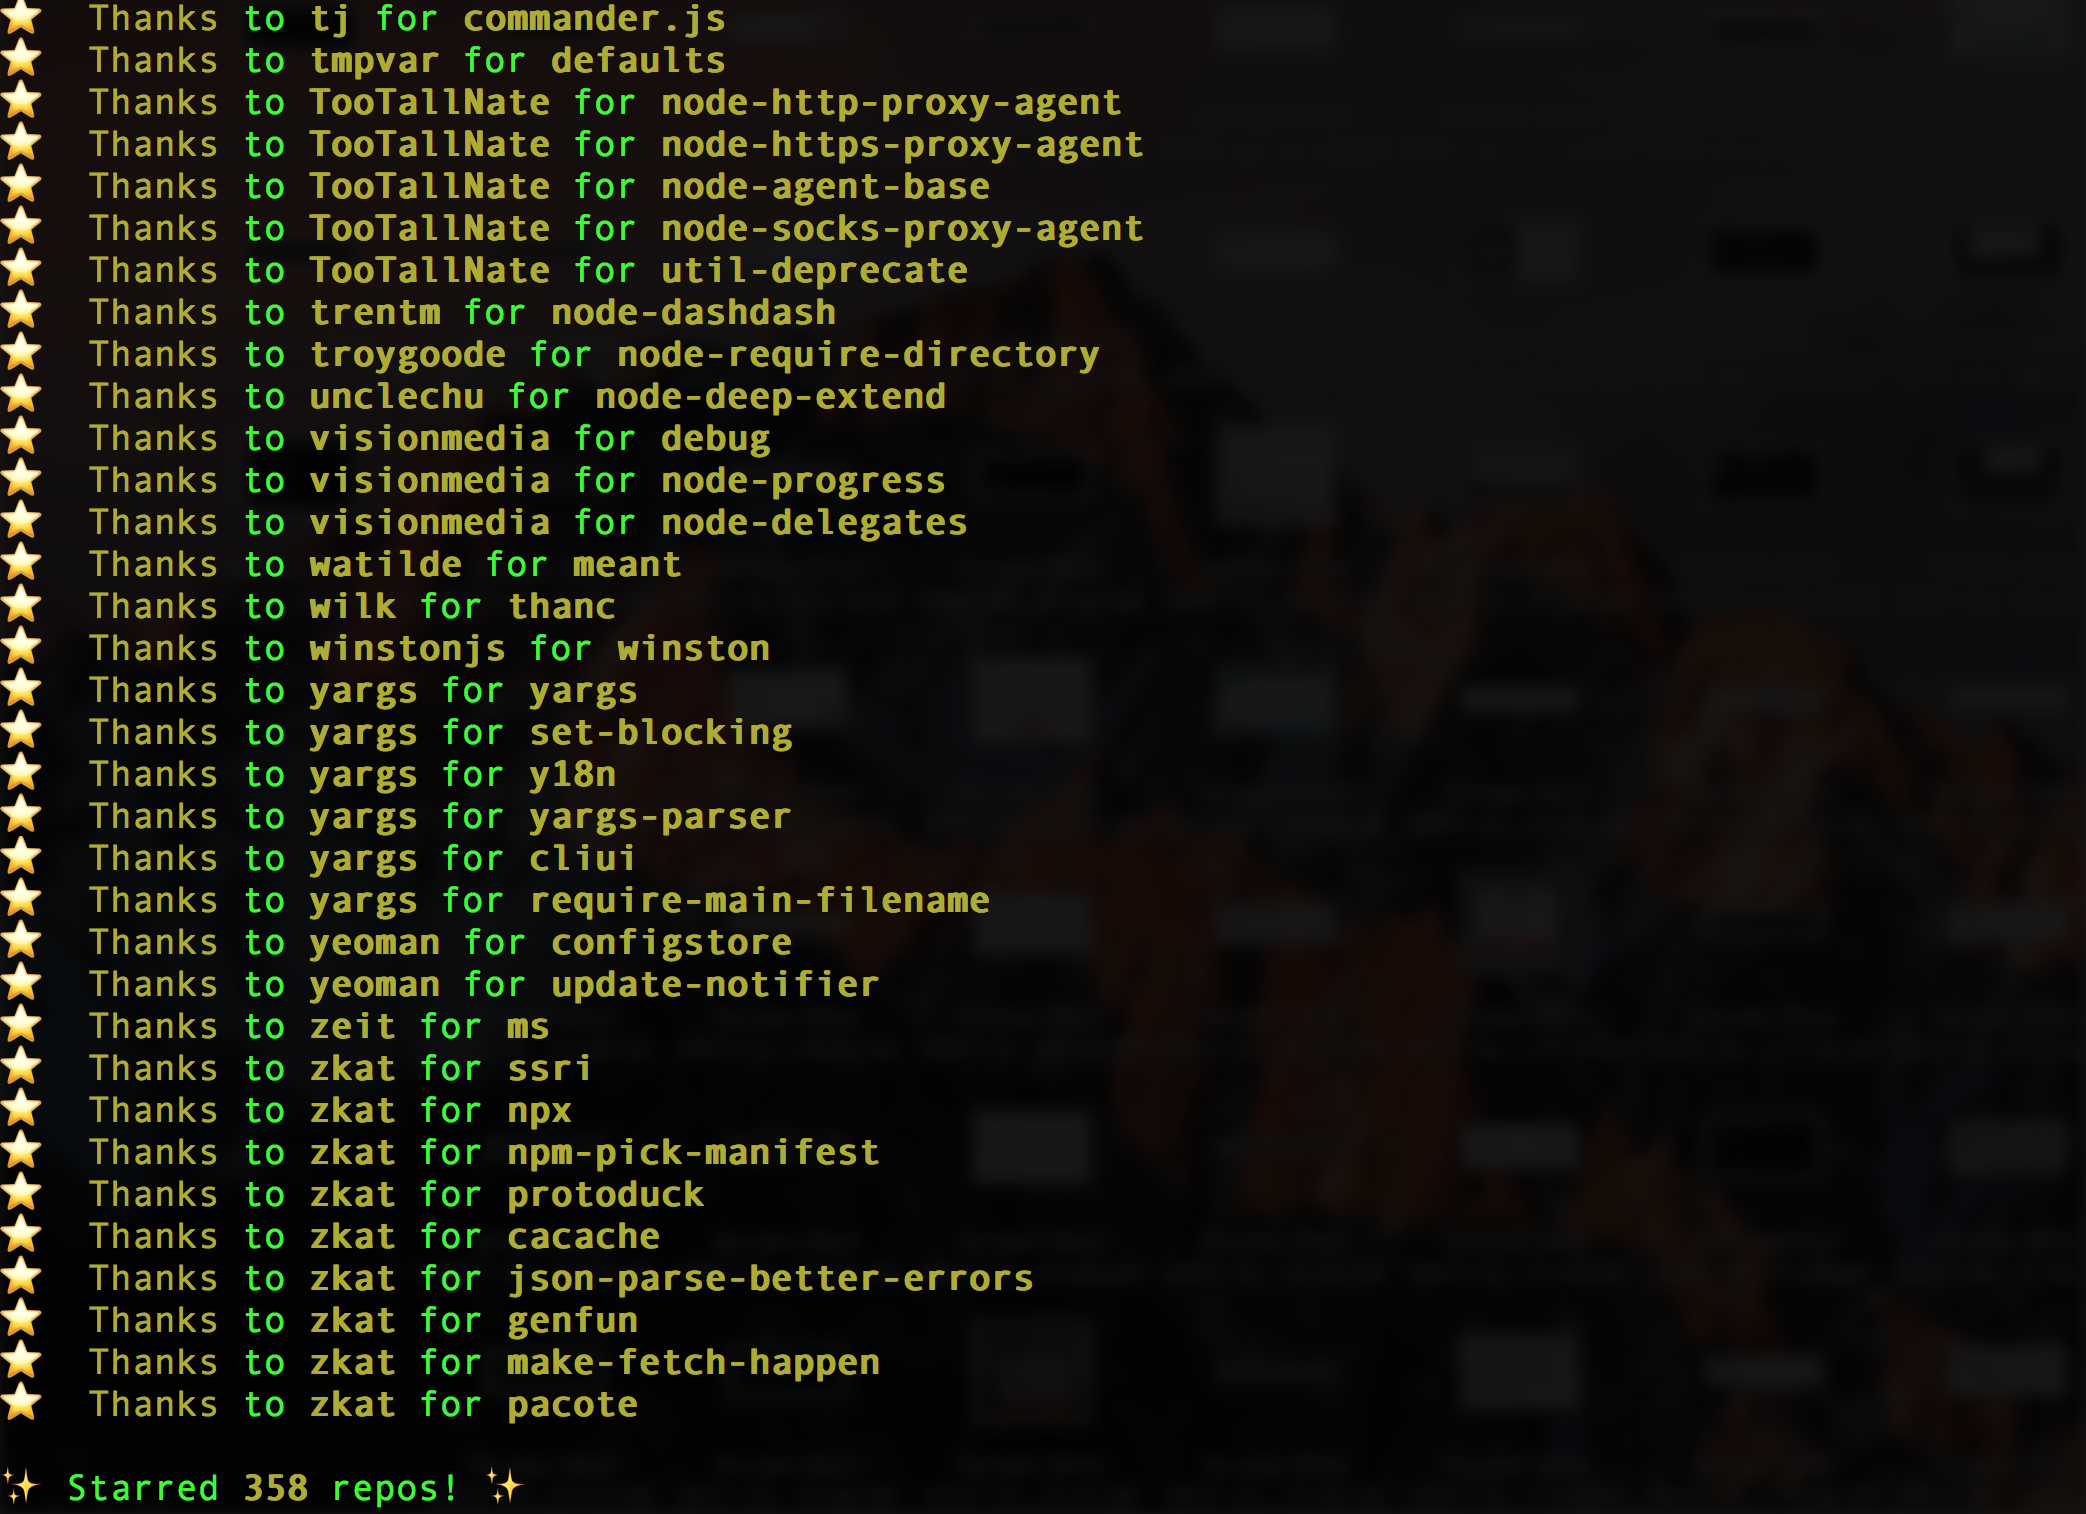 ⭐ Thanks to tj for commander.js
⭐ Thanks to tmpvar for defaults
⭐ Thanks to TooTallNate for node-http-proxy-agent
⭐ Thanks to TooTallNate for node-https-proxy-agent
⭐ Thanks to TooTallNate for node-agent-base
⭐ Thanks to TooTallNate for node-socks-proxy-agent
⭐ Thanks to TooTallNate for util-deprecate
⭐ Thanks to trentm for node-dashdash
⭐ Thanks to troygoode for node-require-directory
⭐ Thanks to unclechu for node-deep-extend
⭐ Thanks to visionmedia for debug
⭐ Thanks to visionmedia for node-progress
⭐ Thanks to visionmedia for node-delegates
⭐ Thanks to watilde for meant
⭐ Thanks to wilk for thanc
⭐ Thanks to winstonjs for winston
⭐ Thanks to yargs for yargs
⭐ Thanks to yargs for set-blocking
⭐ Thanks to yargs for y18n
⭐ Thanks to yargs for yargs-parser
⭐ Thanks to yargs for cliui
⭐ Thanks to yargs for require-main-filename
⭐ Thanks to yeoman for configstore
⭐ Thanks to yeoman for update-notifier
⭐ Thanks to zeit for ms
⭐ Thanks to zkat for ssri
⭐ Thanks to zkat for npx
⭐ Thanks to zkat for npm-pick-manifest
⭐ Thanks to zkat for protoduck
⭐ Thanks to zkat for cacache
⭐ Thanks to zkat for json-parse-better-errors
⭐ Thanks to zkat for genfun
⭐ Thanks to zkat for make-fetch-happen
⭐ Thanks to zkat for pacote
✨ Starred 358 repos! ✨